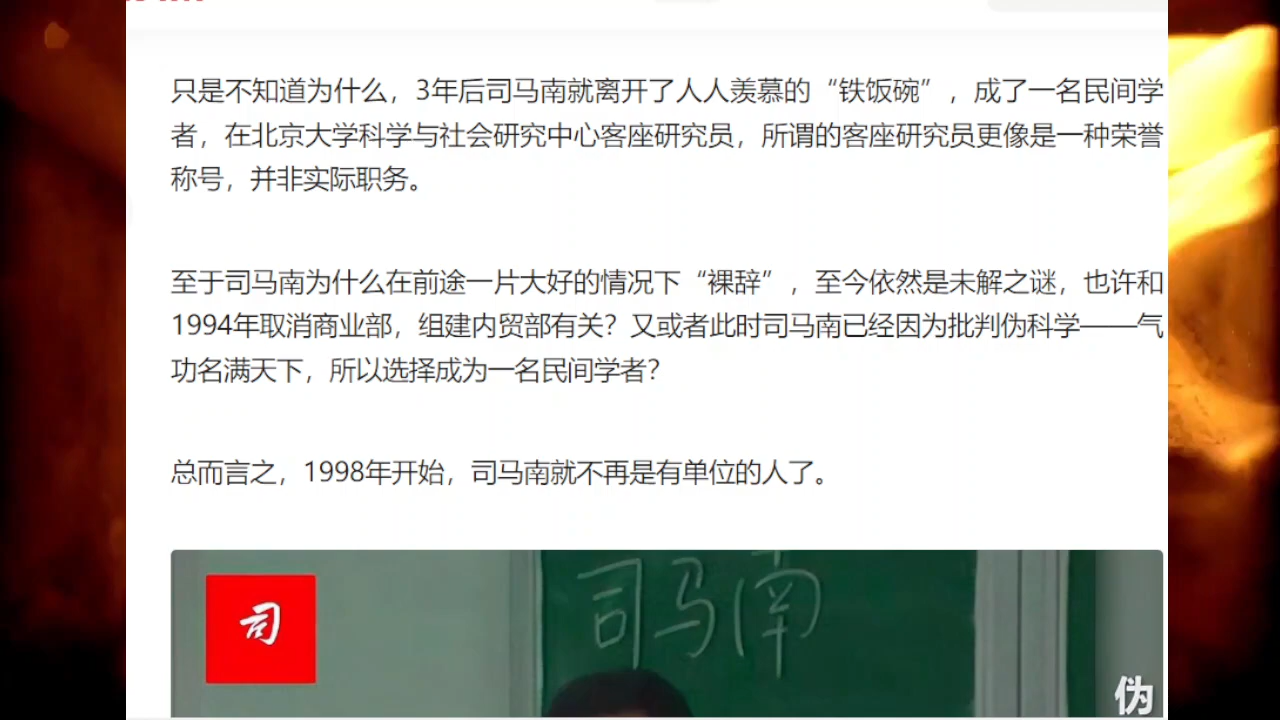 只是不知道为什么，3年后司马南就离开了人人羡慕的“铁饭碗”，成了一名民间学
者，在北京大学科学与社会研究中心客座研究员，所谓的客座研究员更像是一种荣誉
称号，并非实际职务。
至于司马南为什么在前途一片大好的情况下“裸辞”，至今依然是未解之谜，也许和
1994年取消商业部，组建内贸部有关？又或者此时司马南已经因为批判伪科学——气
功名满天下，所以选择成为一名民间学者？
总而言之，1998年开始，司马南就不再是有单位的人了。
司马南
司
伪